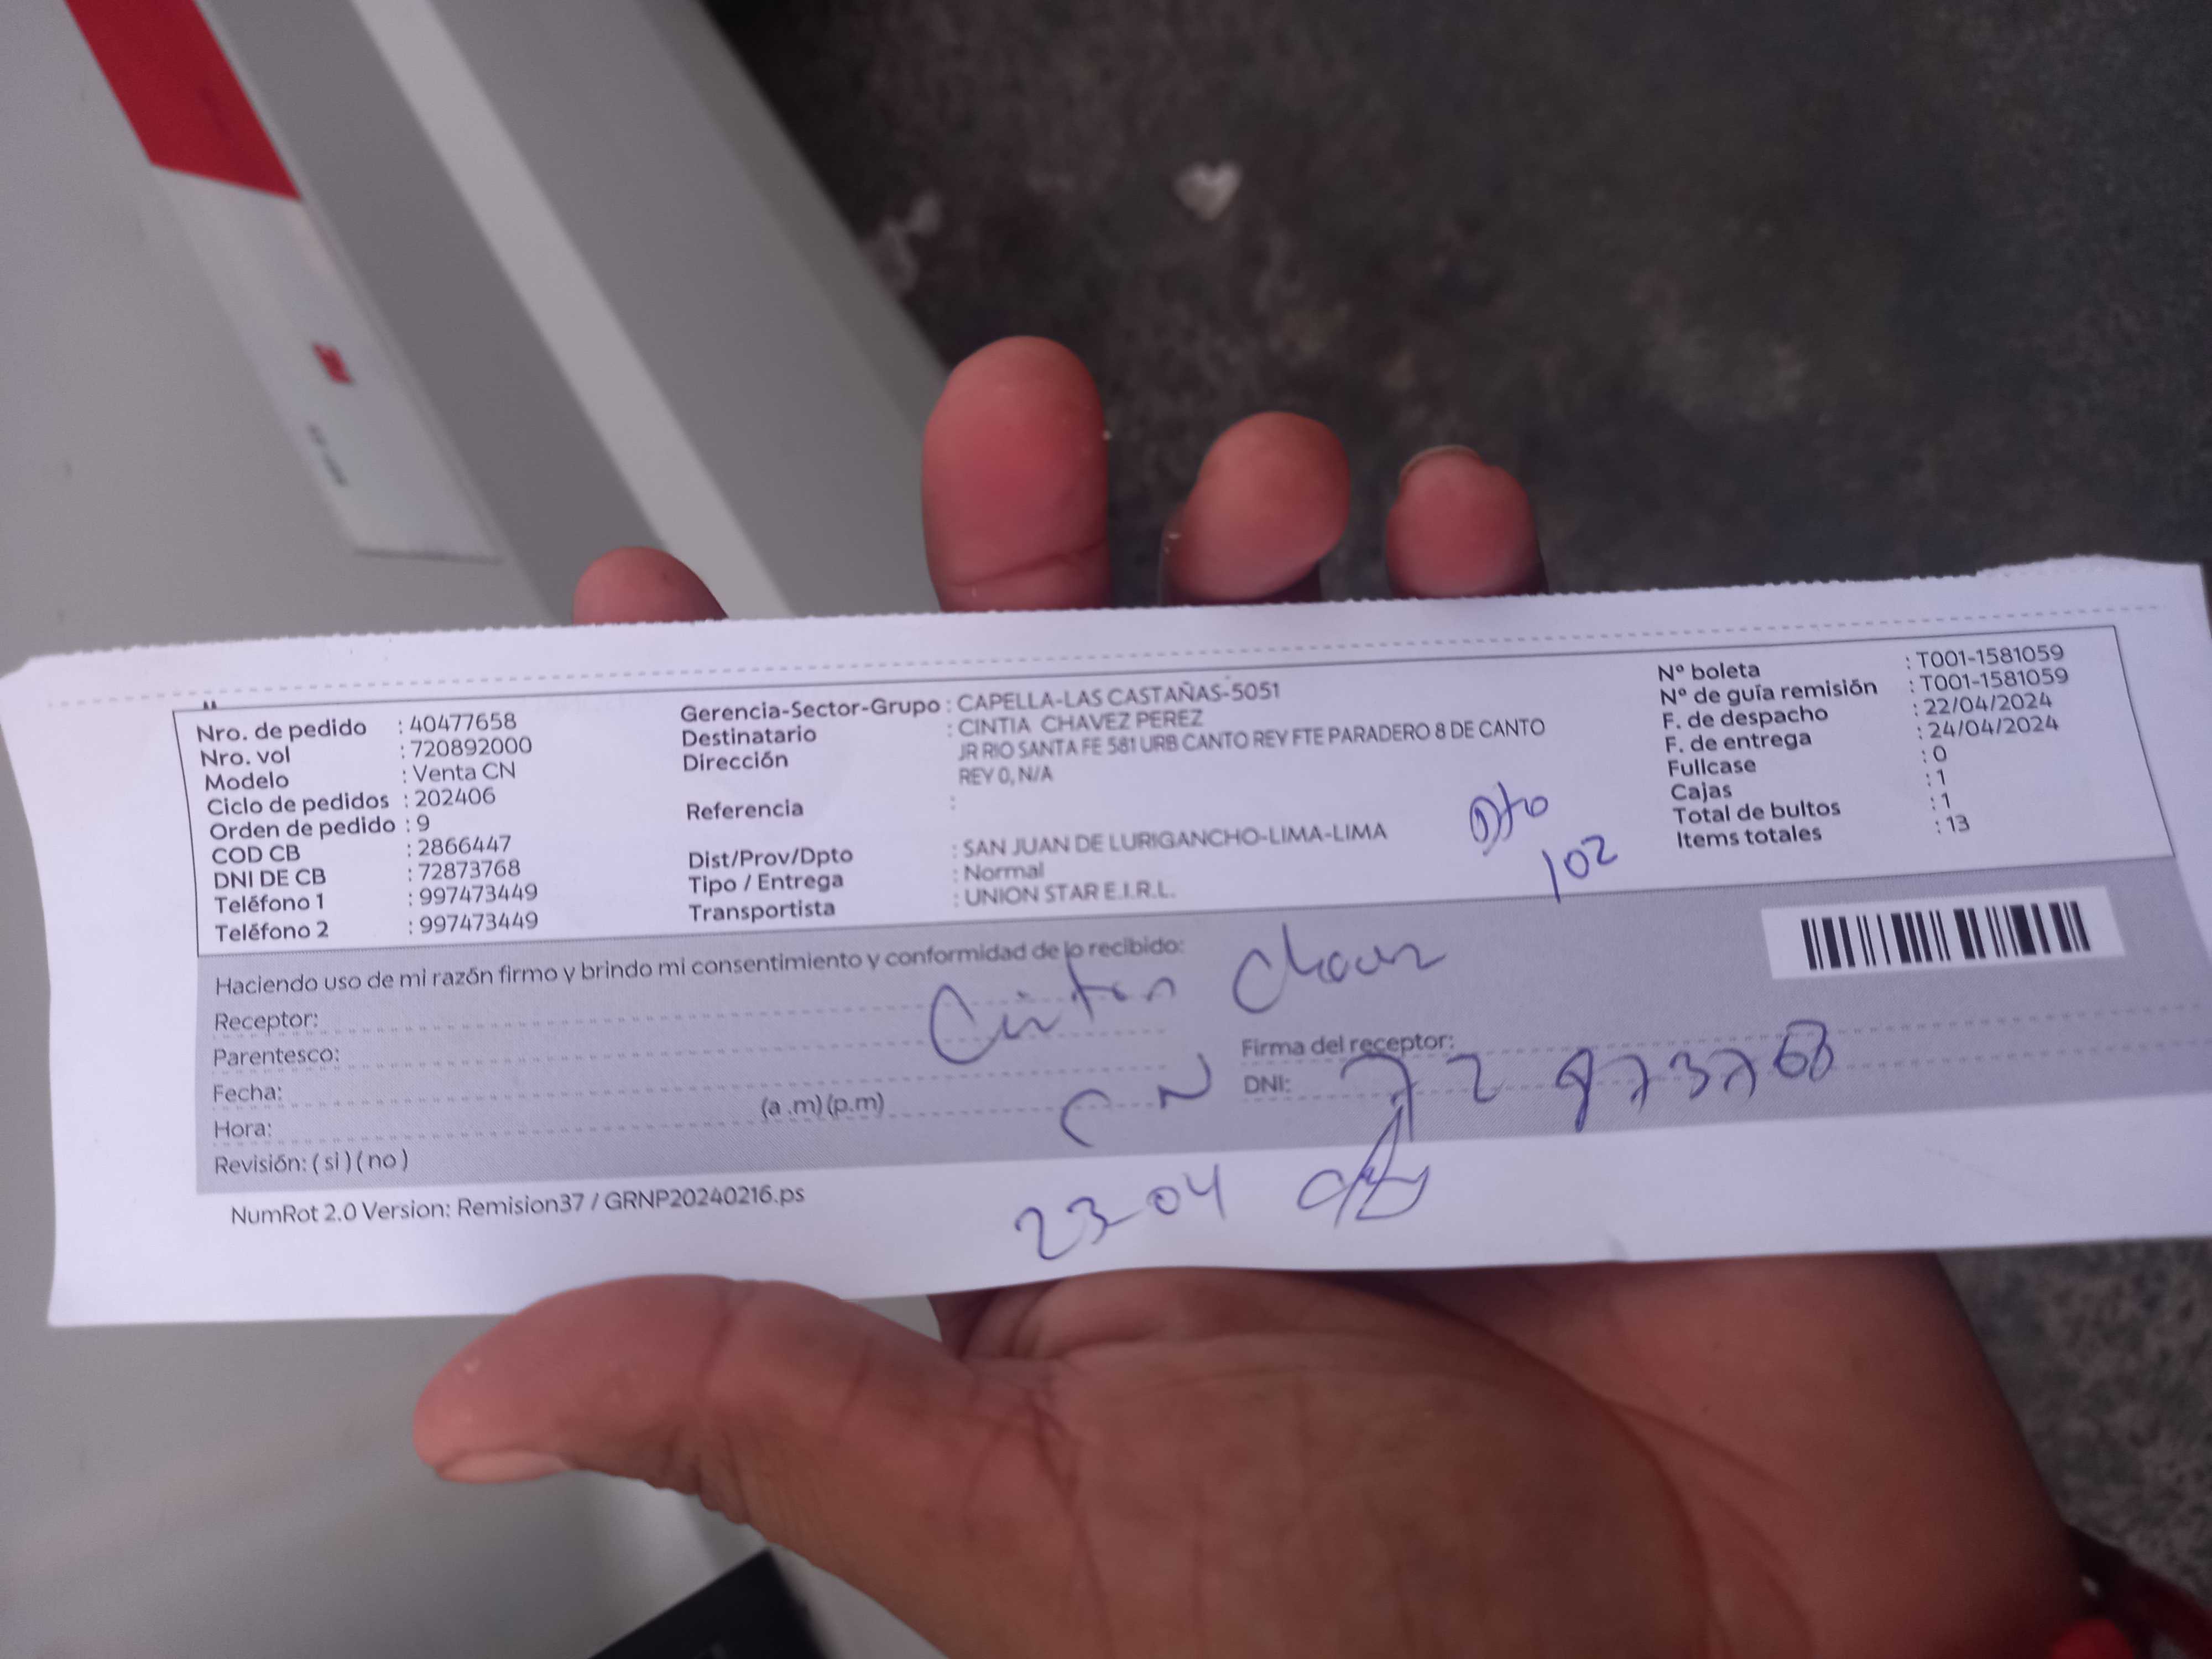 Nro. de pedido : 40477658
Nro. vol : 720892000
Modelo : Venta CN
Ciclo de pedidos : 202406
Orden de pedido : 9
COD CB : 2866447
DNI DE CB : 72873768
Teléfono 1 : 997473449
Teléfono 2 : 997473449
Gerencia-Sector-Grupo : CAPELLA-LAS CASTAÑAS-5051
Destinatario : CINTIA CHAVEZ PEREZ
Dirección JR RIO SANTA FE 581 URB CANTO REY FTE PARADERO 8 DE CANTO
REY 0, N/A
Referencia :
Dist/Prov/Dpto : SAN JUAN DE LURIGANCHO-LIMA-LIMA
Tipo / Entrega : Normal
Transportista : UNION STAR E.I.R.L.
Dto
102
Nº boleta : T001-1581059
Nº de guía remisión : T001-1581059
F. de despacho : 22/04/2024
F. de entrega : 24/04/2024
Fullcase : 0
Cajas : 1
Total de bultos : 1
Items totales : 13
Haciendo uso de mi razón firmo y brindo mi consentimiento y conformidad de lo recibido:
Receptor:
Parentesco:
Fecha:
Hora: (a .m) (p.m)
Revisión: ( si ) ( no )
CN
Firma del receptor:
DNI: 72873768
23-04
NumRot 2.0 Version: Remision37 / GRNP20240216.ps